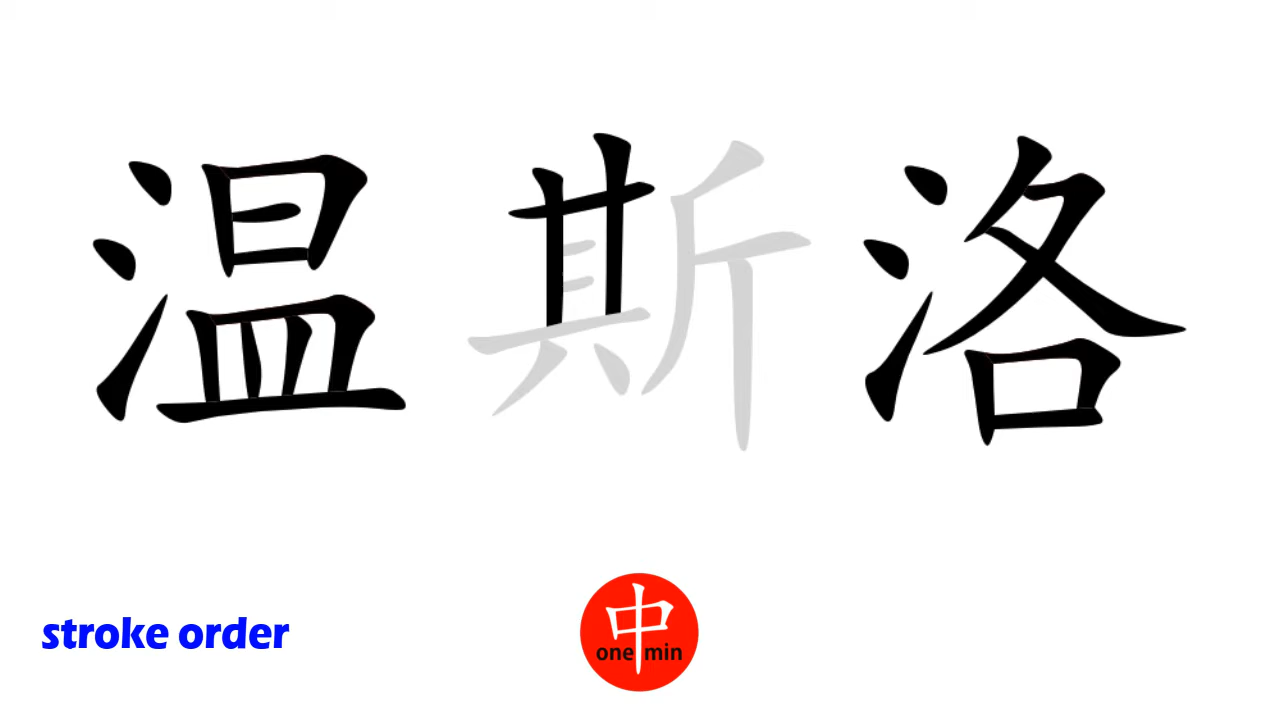 温斯洛
stroke order
中
one min